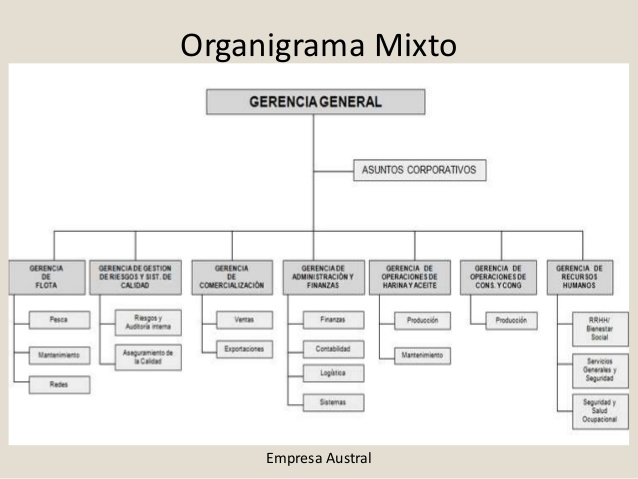 Organigrama Mixto
GERENCIA GENERAL
ASUNTOS CORPORATIVOS
GERENCIA
DE
FLOTA
GERENCIA DE GESTION
DE RIESGOS Y SIST. DE
CALIDAD
GERENCIA
DE
COMERCIALIZACIÓN
GERENCIA DE
ADMINISTRACIÓN Y
FINANZAS
GERENCIA DE
OPERACIONES DE
HARINA Y ACEITE
GERENCIA DE
OPERACIONES DE
CONS. Y CONG
GERENCIA DE
RECURSOS
HUMANOS
Pesca
Mantenimiento
Redes
Riesgos y
Auditoría interna
Aseguramiento de
la Calidad
Ventas
Exportaciones
Finanzas
Contabilidad
Logística
Sistemas
Producción
Mantenimiento
Producción
RRHH/
Bienestar
Social
Servicios
Generales y
Seguridad
Seguridad y
Salud
Ocupacional
Empresa Austral